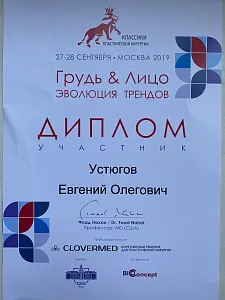 КЛАССИКИ
ПЛАСТИЧЕСКОЙ ХИРУРГИИ
27-28 СЕНТЯБРЯ • МОСКВА 2019
Грудь & Лицо
ЭВОЛЮЦИЯ ТРЕНДОВ
ДИПЛОМ
УЧАСТНИК
Устюгов
Евгений Олегович
Фоад Нахаи / Dr. Foad Nahai
Профессор, MD (США)
CLOVERMED
BIConcept